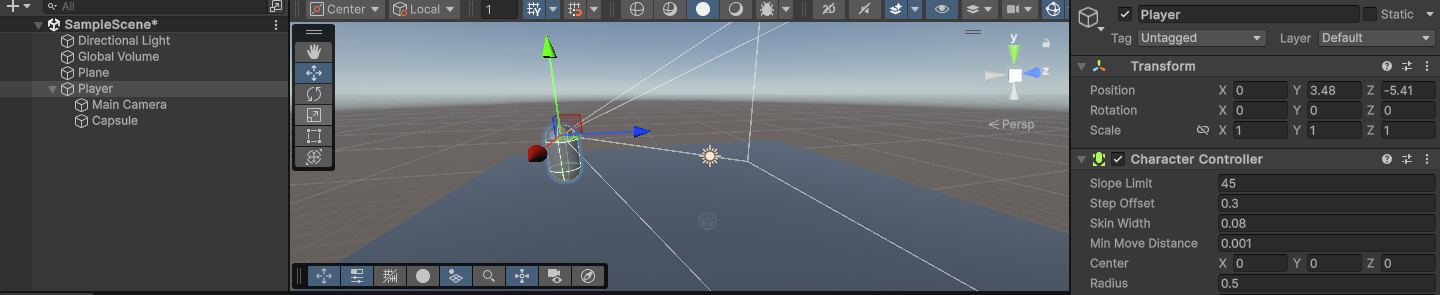 All
Center
Local
1
Player
Static
SampleScene*
Directional Light
Global Volume
Plane
Player
Main Camera
Capsule
y
z
Persp
Tag Untagged Layer Default
Transform
Position X 0 Y 3.48 Z -5.41
Rotation X 0 Y 0 Z 0
Scale X 1 Y 1 Z 1
Character Controller
Slope Limit 45
Step Offset 0.3
Skin Width 0.08
Min Move Distance 0.001
Center X 0 Y 0 Z 0
Radius 0.5